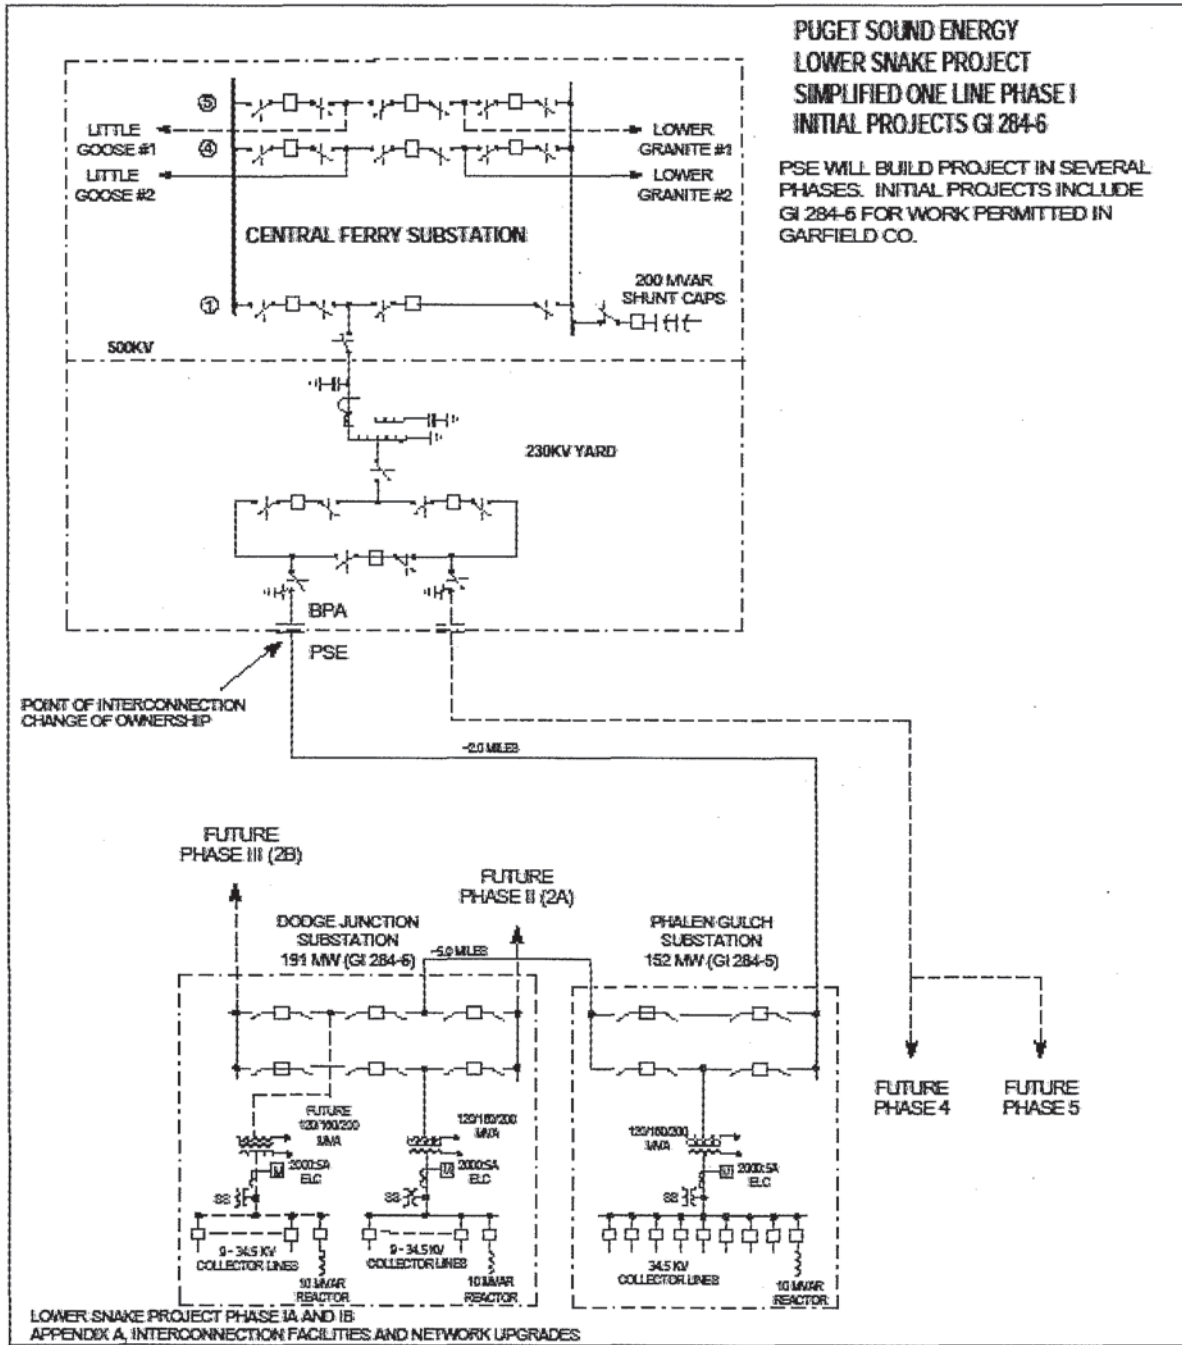 PUGET SOUND ENERGY
LOWER SNAKE PROJECT
SIMPLIFIED ONE LINE PHASE I
INITIAL PROJECTS GI 284-6
PSE WILL BUILD PROJECT IN SEVERAL
PHASES. INITIAL PROJECTS INCLUDE
GI 284-6 FOR WORK PERMITTED IN
GARFIELD CO.
5
LITTLE
GOOSE #1
LOWER
GRANITE #1
4
LITTLE
GOOSE #2
LOWER
GRANITE #2
CENTRAL FERRY SUBSTATION
200 MVAR
SHUNT CAPS
1
500KV
230KV YARD
BPA
PSE
POINT OF INTERCONNECTION
CHANGE OF OWNERSHIP
~2.0 MILES
FUTURE
PHASE III (2B)
FUTURE
PHASE II (2A)
DODGE JUNCTION
SUBSTATION
191 MW (GI 284-6)
~5.0 MILES
PHALEN GULCH
SUBSTATION
152 MW (GI 284-5)
FUTURE
PHASE 4
FUTURE
PHASE 5
FUTURE
120/160/200
MVA
M
2000:5A
ELC
SS
9 - 34.5 KV
COLLECTOR LINES
10 MVAR
REACTOR
120/160/200
MVA
M
2000:5A
ELC
SS
9 - 34.5 KV
COLLECTOR LINES
10 MVAR
REACTOR
120/160/200
MVA
M
2000:5A
ELC
SS
34.5 KV
COLLECTOR LINES
10 MVAR
REACTOR
LOWER SNAKE PROJECT PHASE IA AND IB
APPENDIX A, INTERCONNECTION FACILITIES AND NETWORK UPGRADES